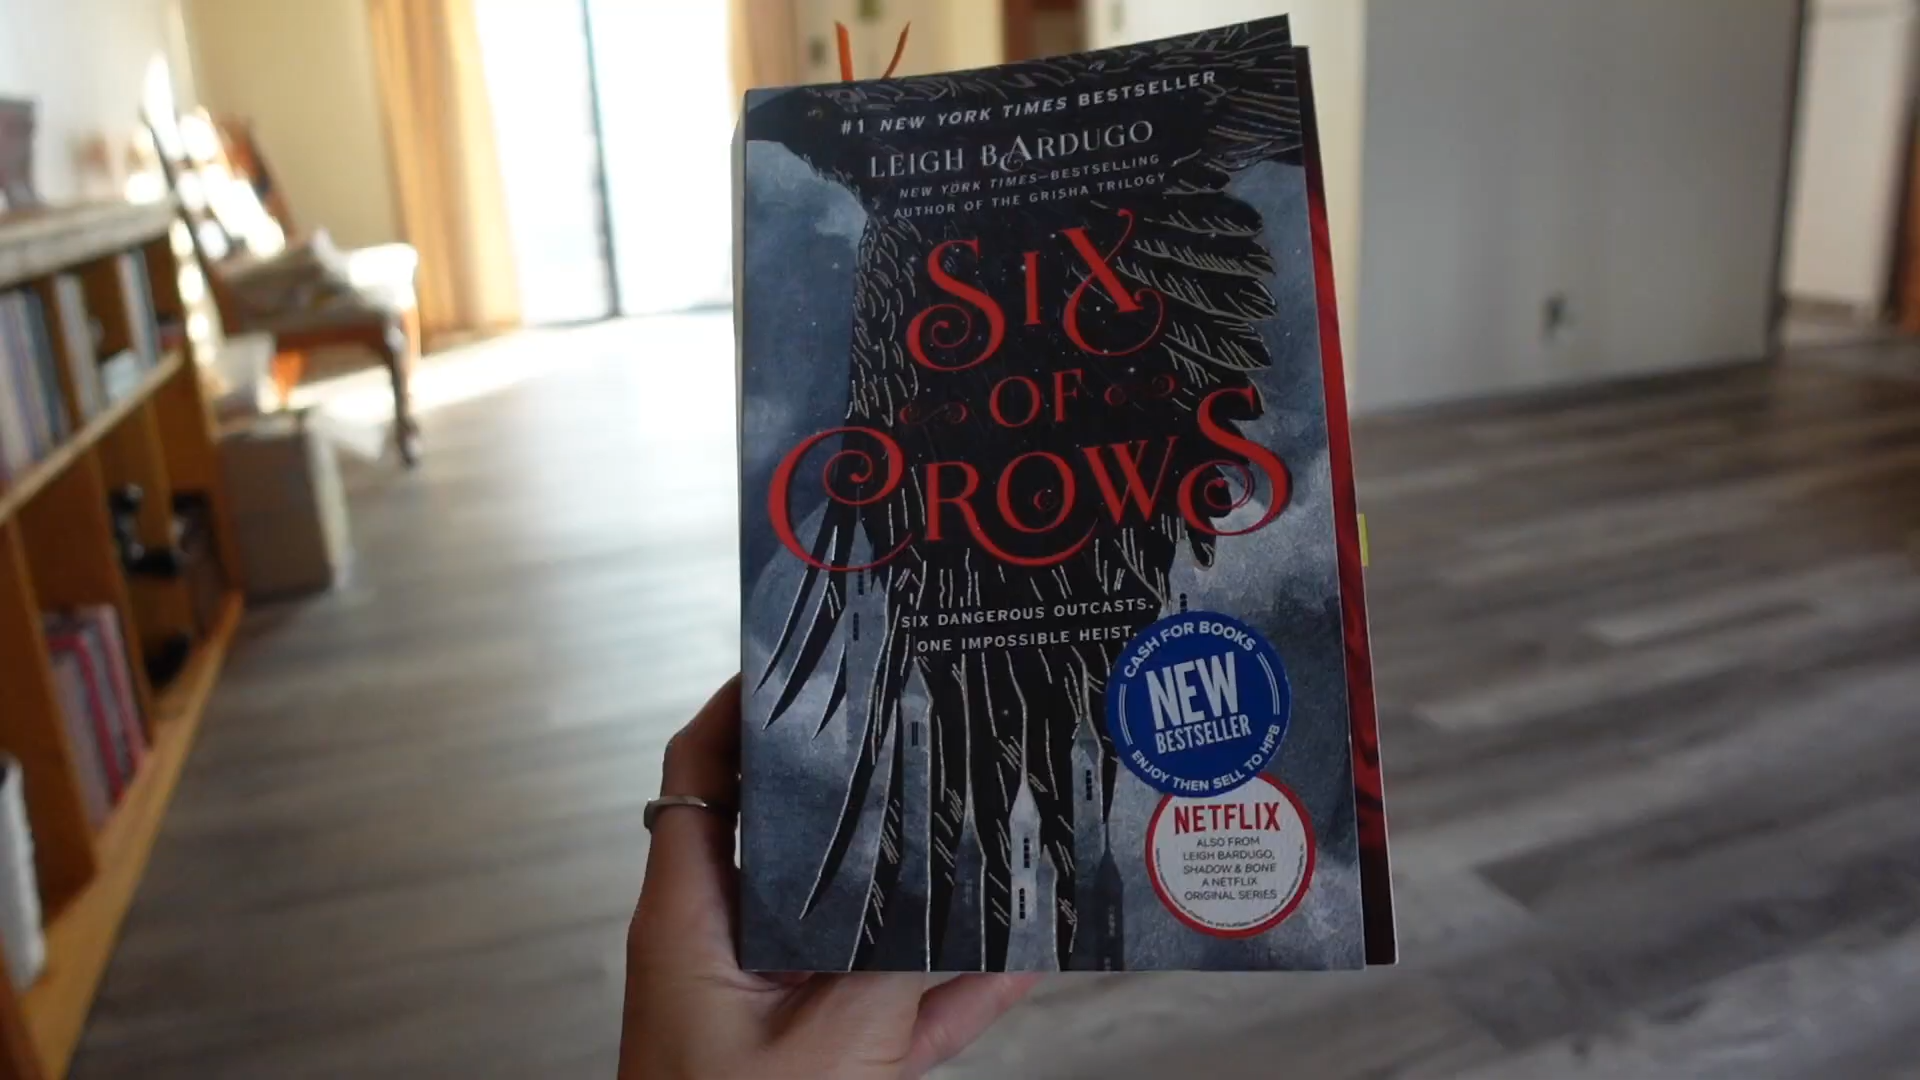 #1 NEW YORK TIMES BESTSELLER
LEIGH BARDUGO
NEW YORK TIMES–BESTSELLING
AUTHOR OF THE GRISHA TRILOGY
SIX
OF
CROWS
SIX DANGEROUS OUTCASTS.
ONE IMPOSSIBLE HEIST.
CASH FOR BOOKS
NEW
BESTSELLER
ENJOY THEN SELL TO HPB
NETFLIX
ALSO FROM
LEIGH BARDUGO,
SHADOW & BONE
A NETFLIX
ORIGINAL SERIES